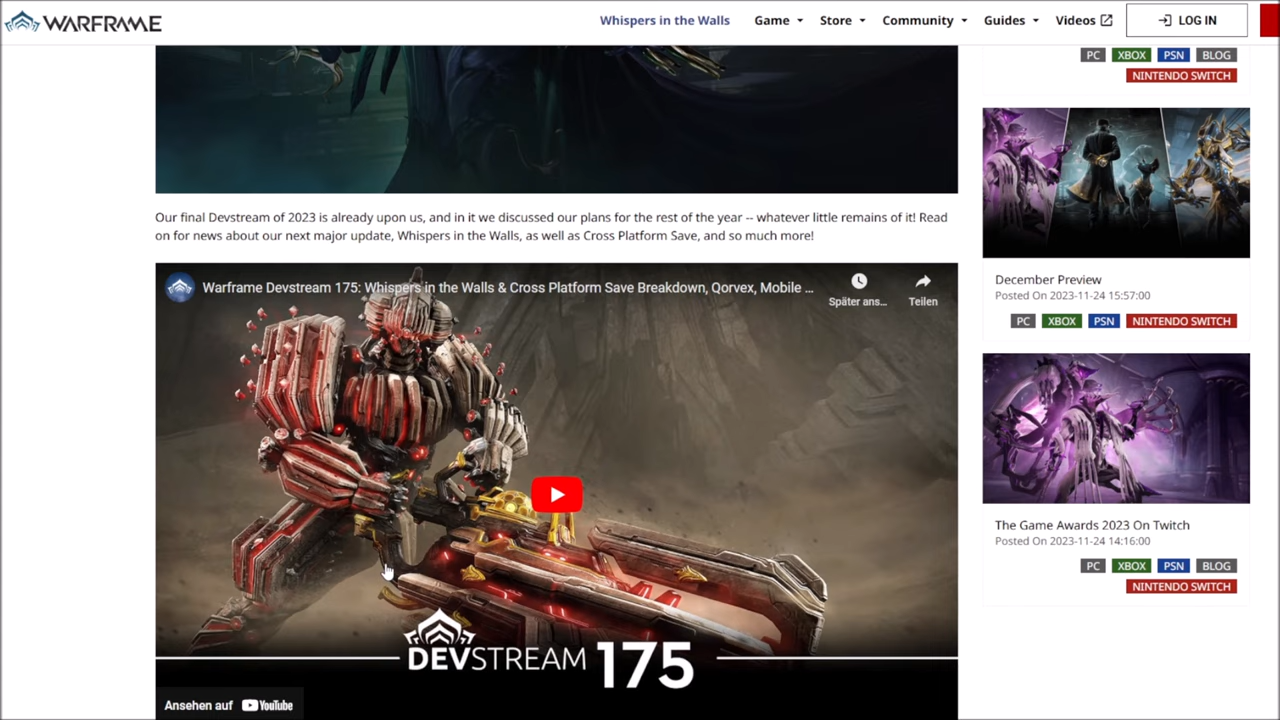 WARFRAME
Whispers in the Walls
Game
Store
Community
Guides
Videos
LOG IN
Our final Devstream of 2023 is already upon us, and in it we discussed our plans for the rest of the year -- whatever little remains of it! Read
on for news about our next major update, Whispers in the Walls, as well as Cross Platform Save, and so much more!
Warframe Devstream 175: Whispers in the Walls & Cross Platform Save Breakdown, Qorvex, Mobile ...
Später ans...
Teilen
DEVSTREAM 175
Ansehen auf YouTube
PC XBOX PSN BLOG
NINTENDO SWITCH
December Preview
Posted On 2023-11-24 15:57:00
PC XBOX PSN NINTENDO SWITCH
The Game Awards 2023 On Twitch
Posted On 2023-11-24 14:16:00
PC XBOX PSN BLOG
NINTENDO SWITCH